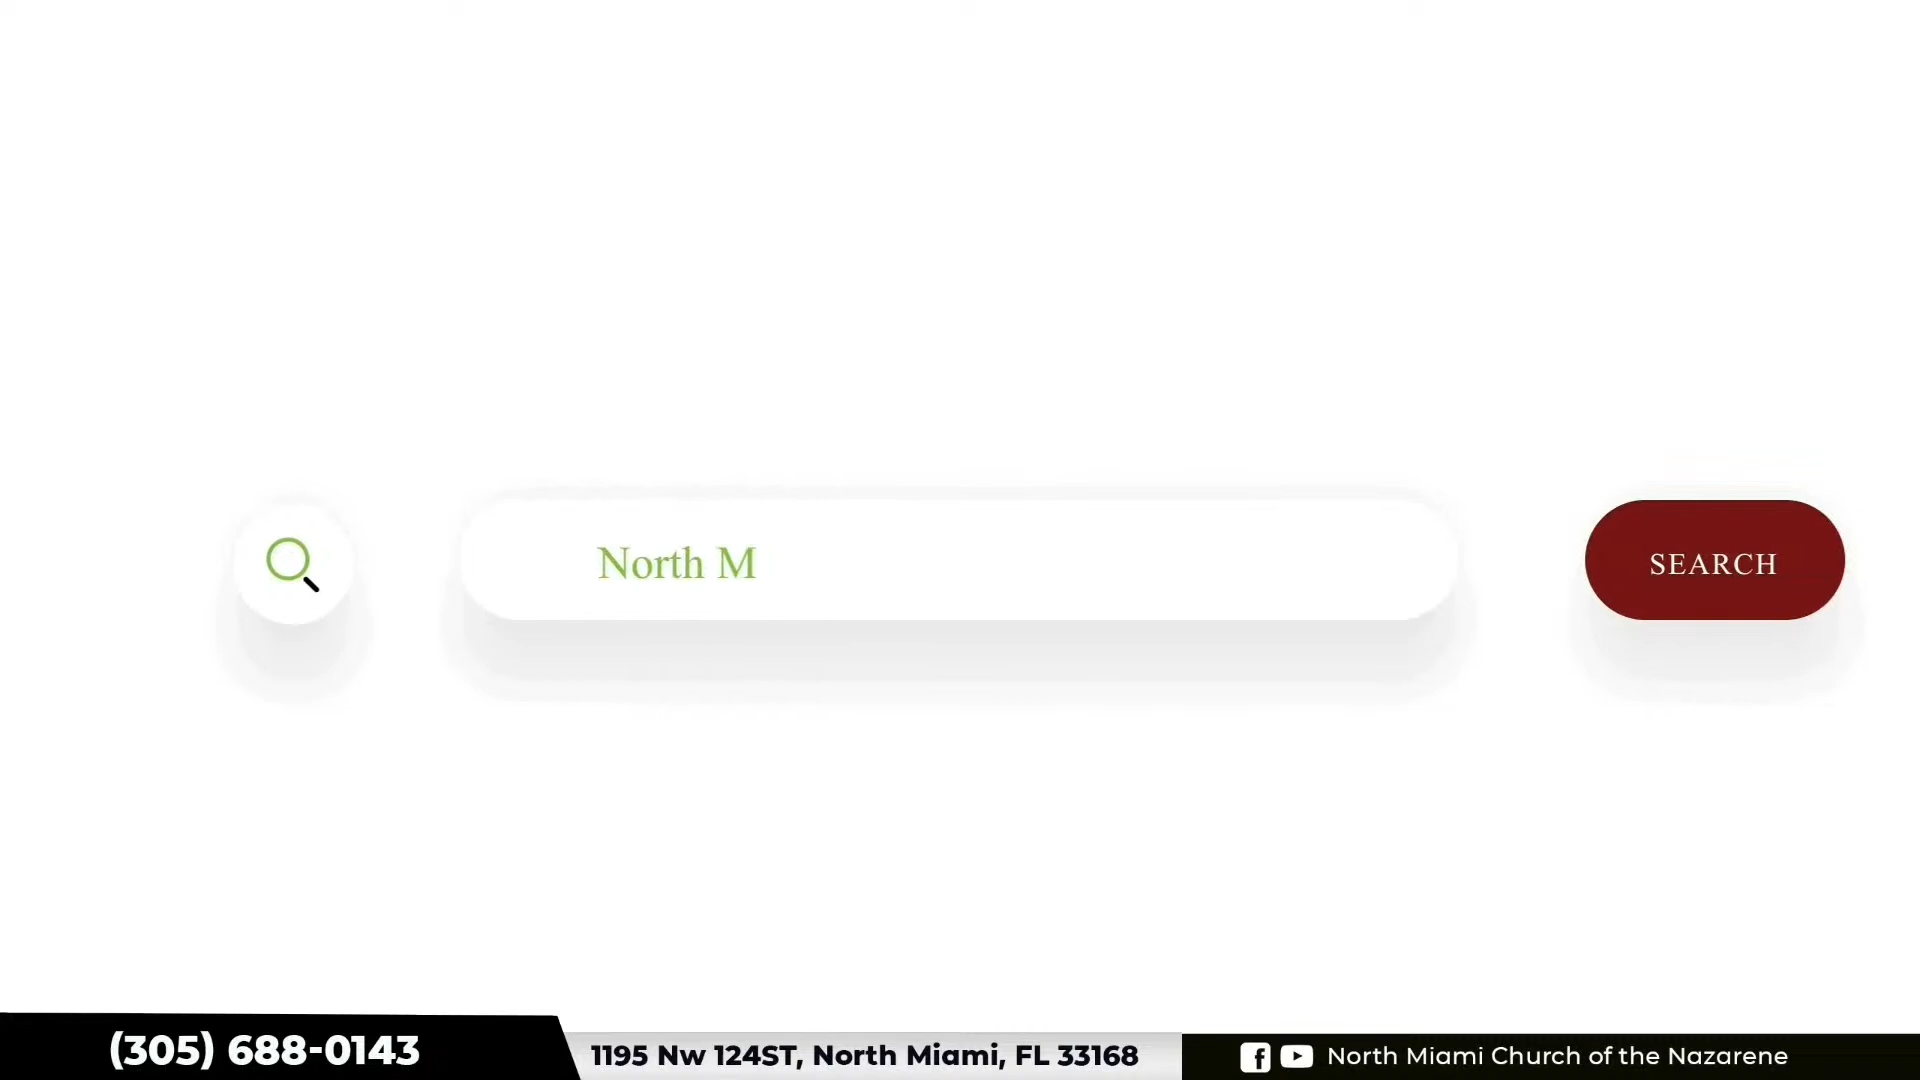 North M
SEARCH
(305) 688-0143
1195 Nw 124ST, North Miami, FL 33168
North Miami Church of the Nazarene